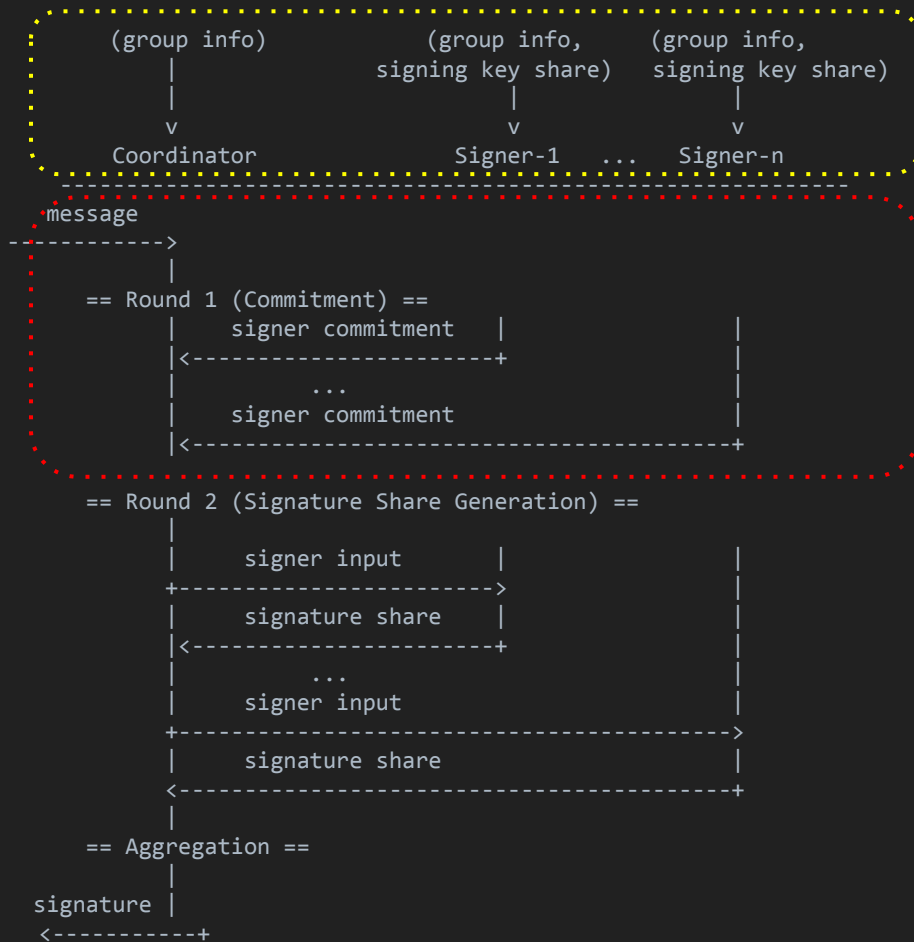 (group info) (group info, (group info,
| signing key share) signing key share)
| | |
v v v
Coordinator Signer-1 ... Signer-n
------------------------------------------------------------
message
------------>
|
== Round 1 (Commitment) ==
| signer commitment | |
|<-----------------------+ |
| ... |
| signer commitment |
|<-----------------------------------------+
== Round 2 (Signature Share Generation) ==
|
| signer input | |
+------------------------> |
| signature share | |
|<-----------------------+ |
| ... |
| signer input |
+------------------------------------------>
| signature share |
<------------------------------------------+
|
== Aggregation ==
|
signature |
<-----------+